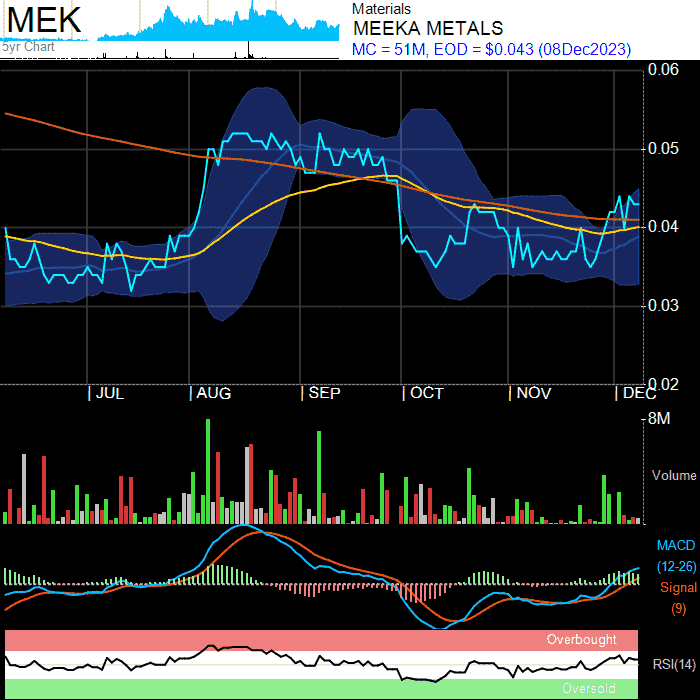 MEK
5yr Chart
Materials
MEEKA METALS
MC = 51M, EOD = $0.043 (08Dec2023)
0.06
0.05
0.04
0.03
0.02
JUL AUG SEP OCT NOV DEC
8M
Volume
MACD
(12-26)
Signal
(9)
Overbought
RSI(14)
Oversold